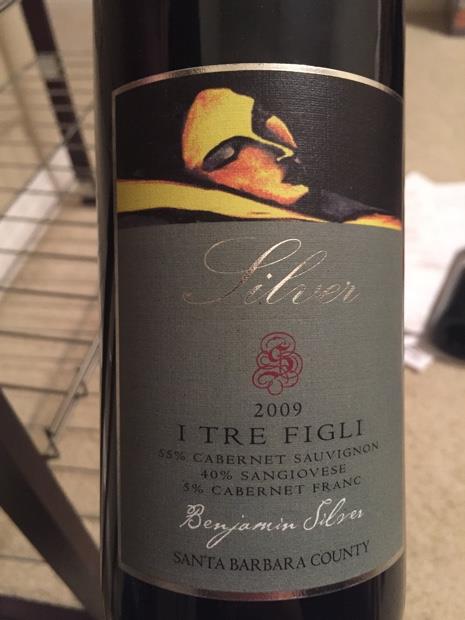 Silver
S
2009
I TRE FIGLI
55% CABERNET SAUVIGNON
40% SANGIOVESE
5% CABERNET FRANC
Benjamin Silver
SANTA BARBARA COUNTY